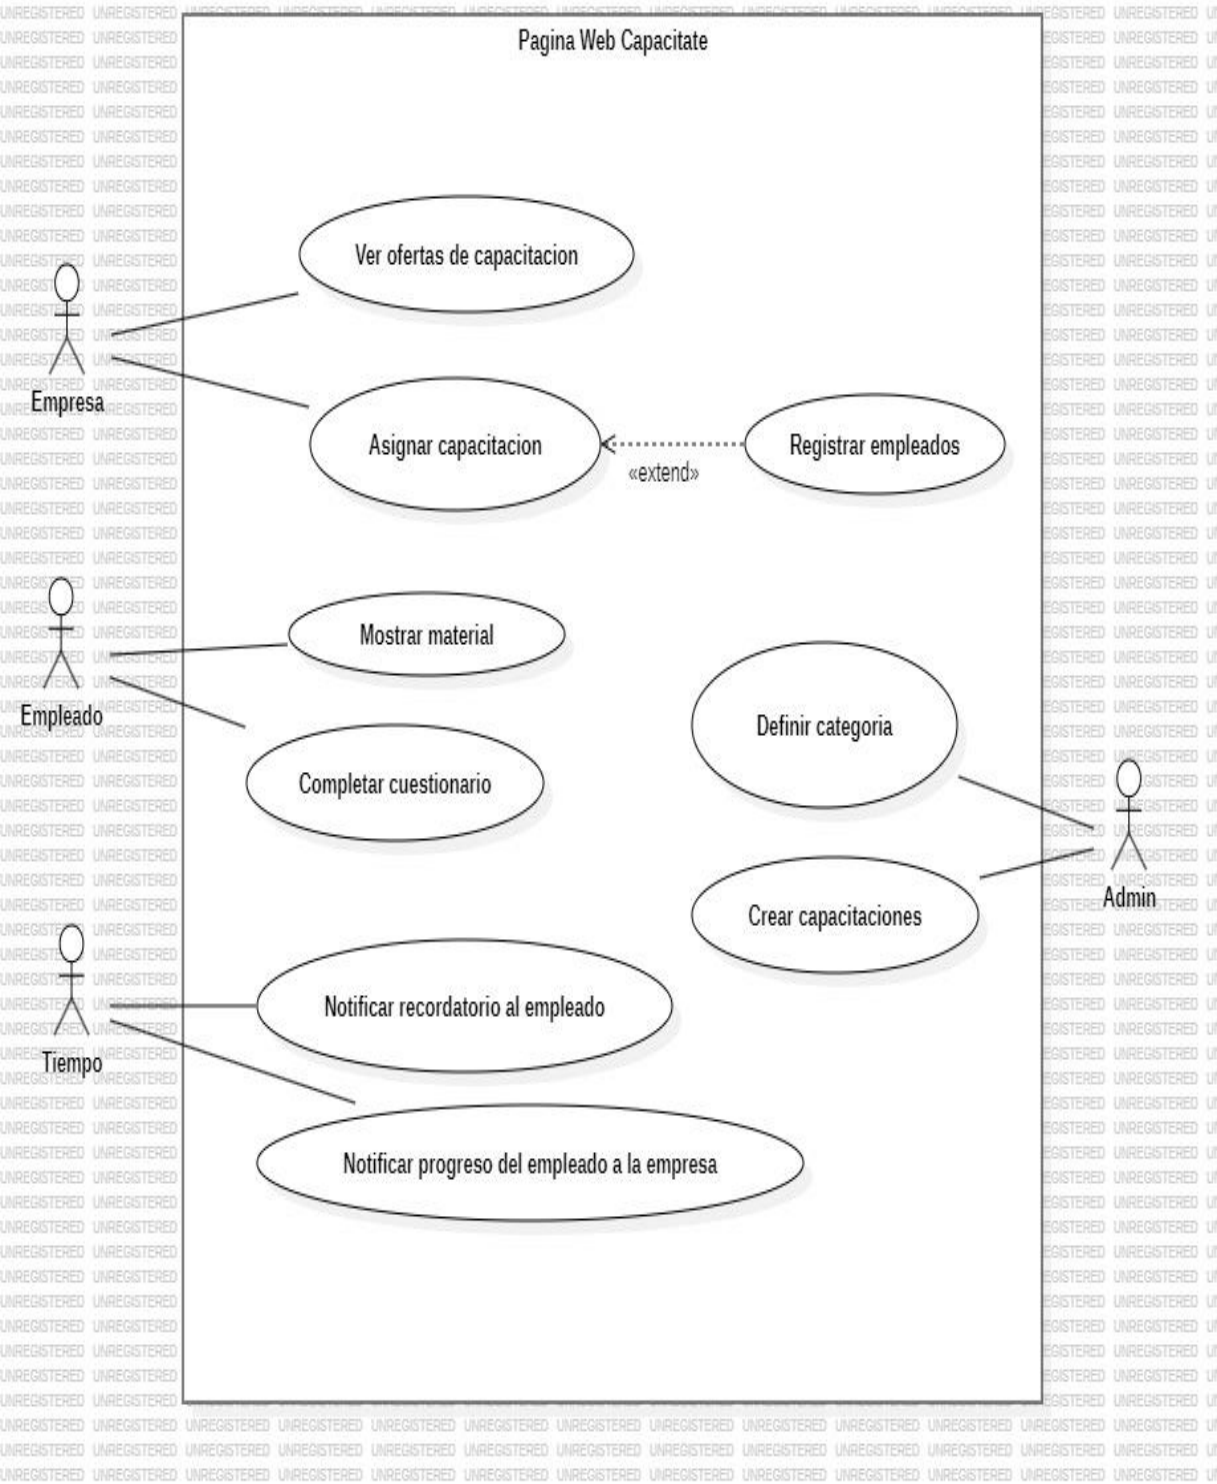 Pagina Web Capacitate
Ver ofertas de capacitacion
Empresa
Asignar capacitacion
Registrar empleados
«extend»
Mostrar material
Empleado
Definir categoria
Completar cuestionario
Admin
Crear capacitaciones
Notificar recordatorio al empleado
Tiempo
Notificar progreso del empleado a la empresa
UNREGISTERED